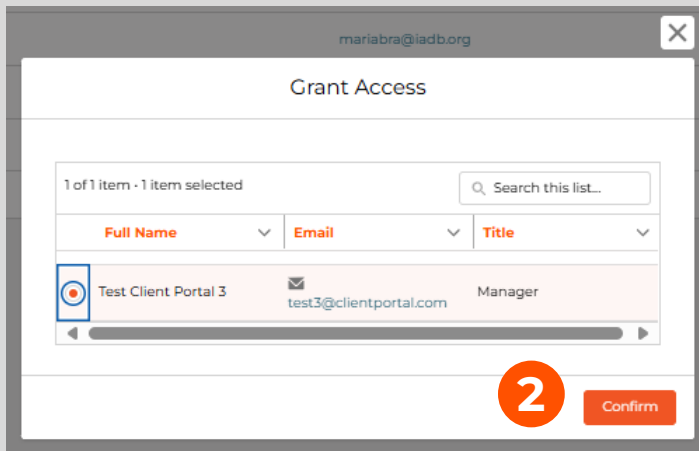 mariabra@iadb.org
Grant Access
1 of 1 item • 1 item selected
Search this list...
Full Name Email Title
Test Client Portal 3 test3@clientportal.com Manager
2
Confirm